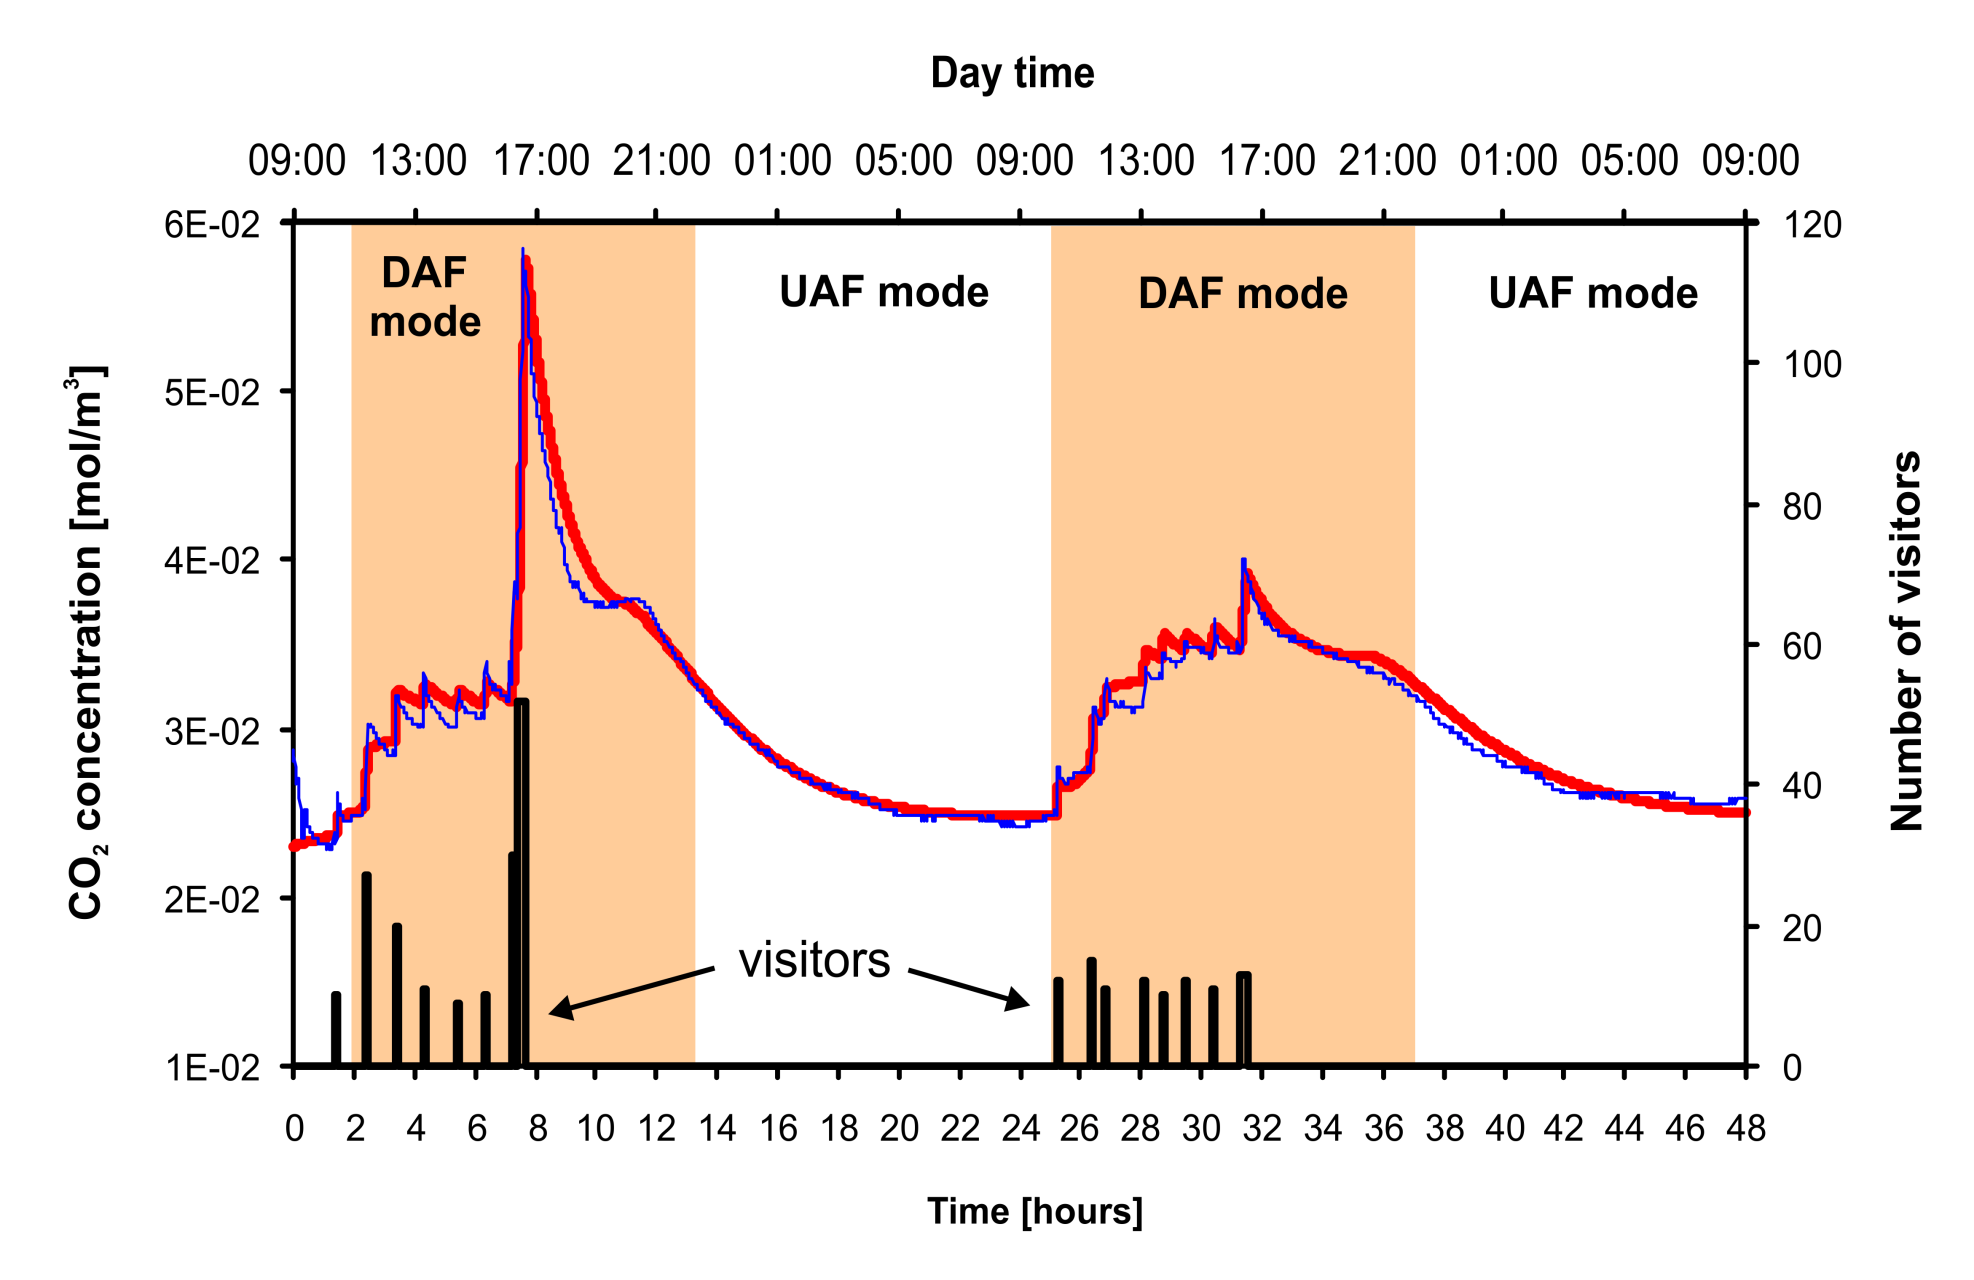 Day time
09:00 13:00 17:00 21:00 01:00 05:00 09:00 13:00 17:00 21:00 01:00 05:00 09:00
6E-02
5E-02
4E-02
3E-02
2E-02
1E-02
CO₂ concentration [mol/m³]
DAF
mode
UAF mode
DAF mode
UAF mode
visitors
120
100
80
60
40
20
0
Number of visitors
0 2 4 6 8 10 12 14 16 18 20 22 24 26 28 30 32 34 36 38 40 42 44 46 48
Time [hours]